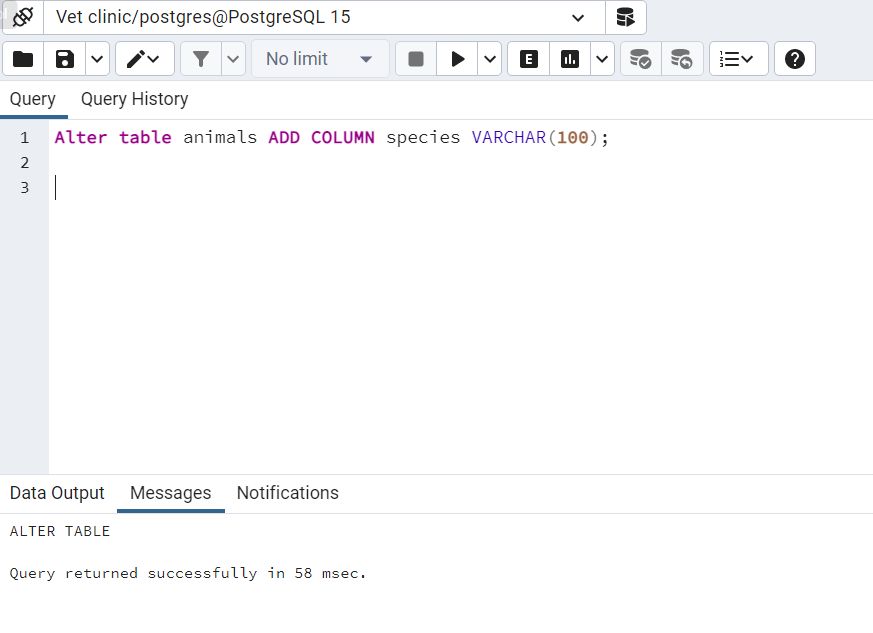 Vet clinic/postgres@PostgreSQL 15
No limit
E
Query Query History
1 Alter table animals ADD COLUMN species VARCHAR(100);
2
3
Data Output Messages Notifications
ALTER TABLE
Query returned successfully in 58 msec.